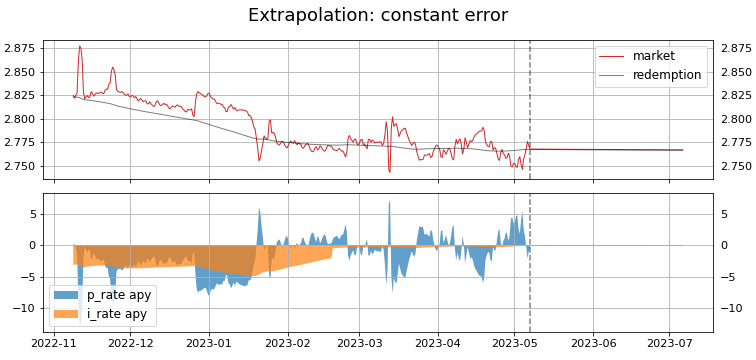 Extrapolation: constant error
2.875 2.875
2.850 2.850
2.825 2.825
2.800 2.800
2.775 2.775
2.750 2.750
market
redemption
5 5
0 0
−5 −5
−10 −10
p_rate apy
i_rate apy
2022-11 2022-12 2023-01 2023-02 2023-03 2023-04 2023-05 2023-06 2023-07